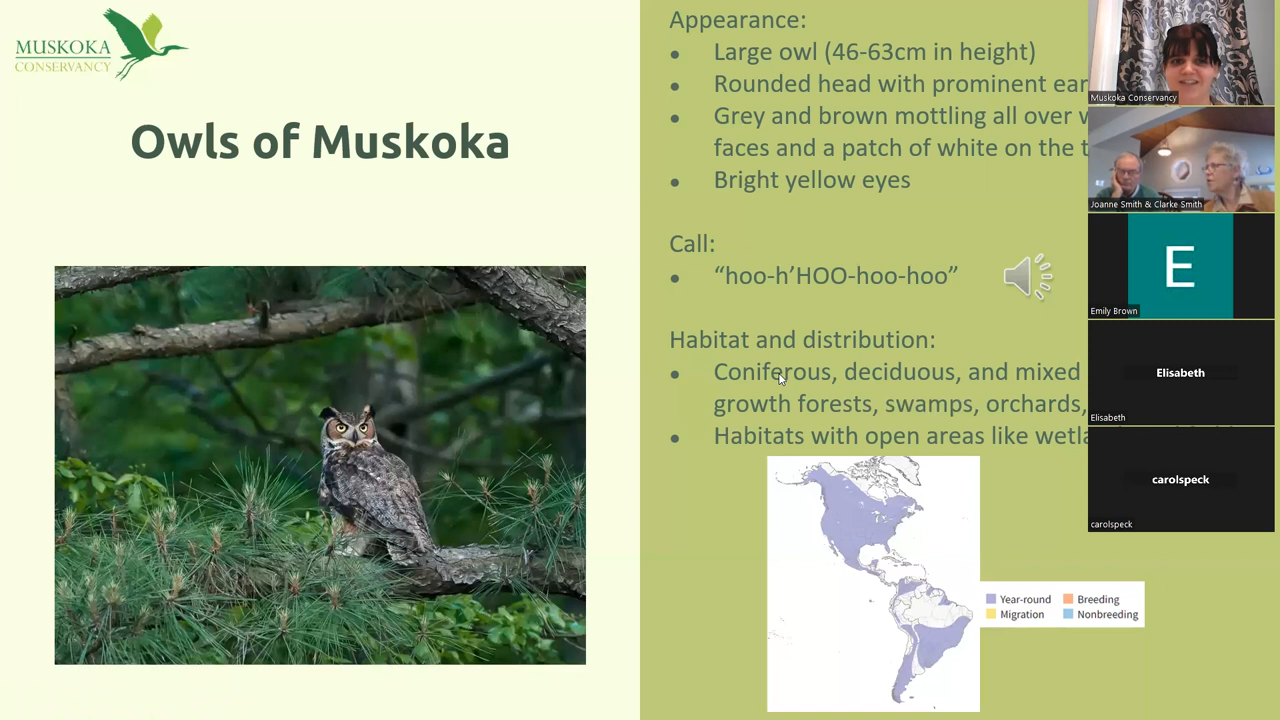 MUSKOKA
CONSERVANCY
Owls of Muskoka
Appearance:
● Large owl (46-63cm in height)
● Rounded head with prominent ear
● Grey and brown mottling all over
faces and a patch of white on the
● Bright yellow eyes
Call:
● “hoo-h’HOO-hoo-hoo”
Habitat and distribution:
● Coniferous, deciduous, and mixed
growth forests, swamps, orchards,
● Habitats with open areas like
Year-round
Breeding
Migration
Nonbreeding
Muskoka Conservancy
Joanne Smith & Clarke Smith
E
Emily Brown
Elisabeth
Elisabeth
carolspeck
carolspeck